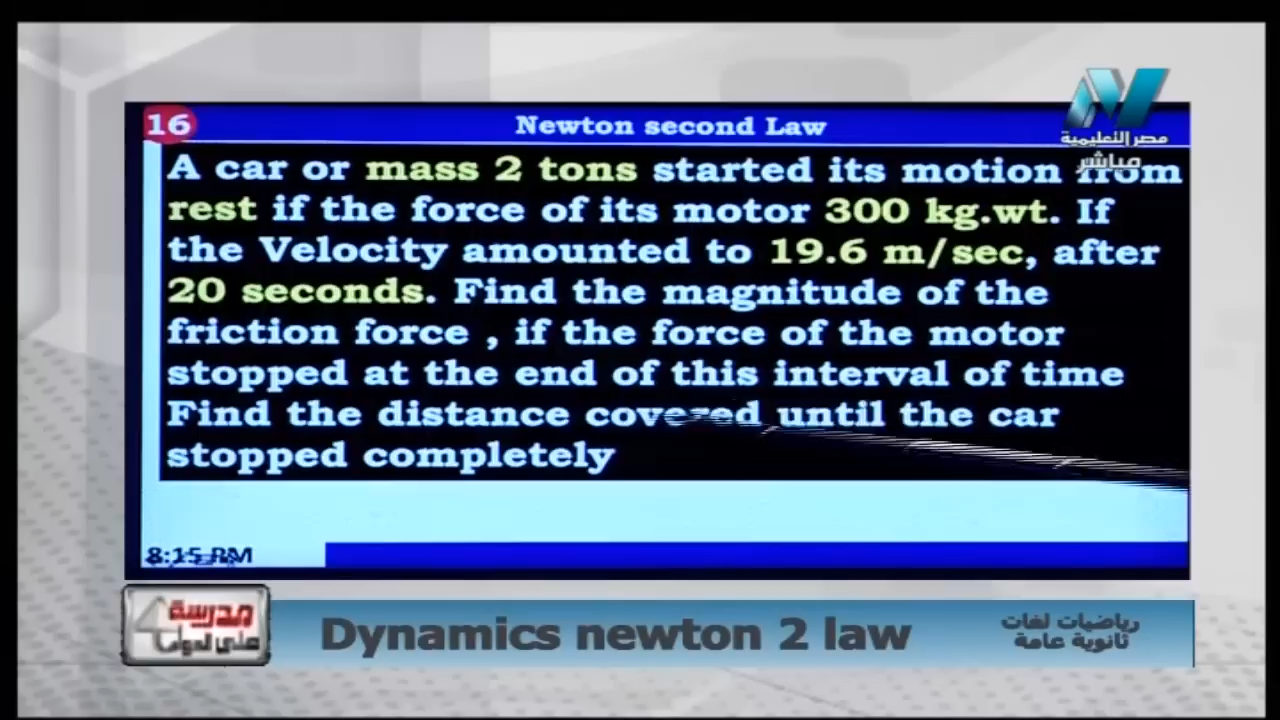 16
Newton second Law
مصر التعليمية
مباشر
A car or mass 2 tons started its motion from
rest if the force of its motor 300 kg.wt. If
the Velocity amounted to 19.6 m/sec, after
20 seconds. Find the magnitude of the
friction force , if the force of the motor
stopped at the end of this interval of time
Find the distance covered until the car
stopped completely
8:15 PM
مدرسة
على الهواء
Dynamics newton 2 law
رياضيات لغات
ثانوية عامة